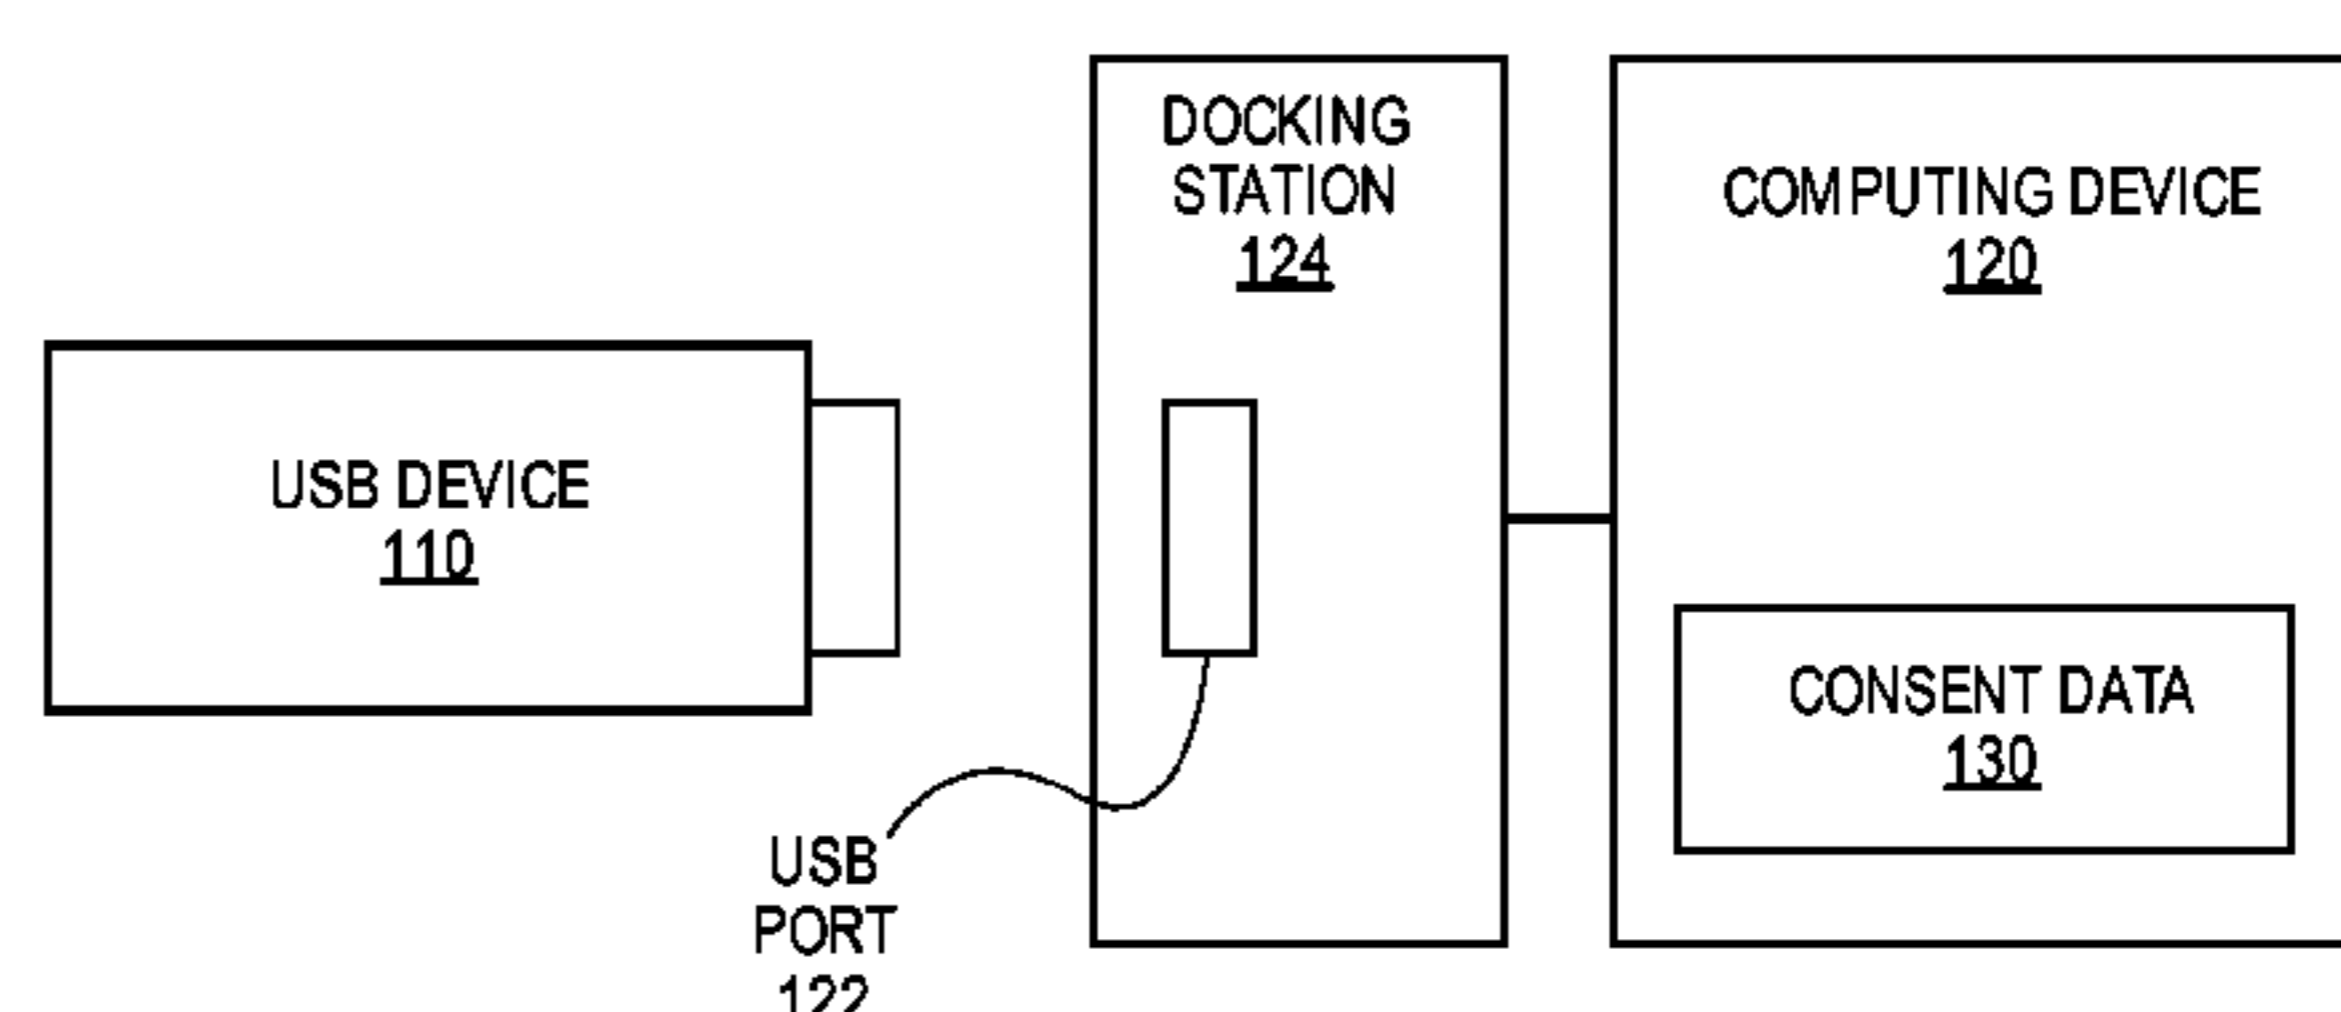 DOCKING
STATION
124
COMPUTING DEVICE
120
USB DEVICE
110
CONSENT DATA
130
USB
PORT
122